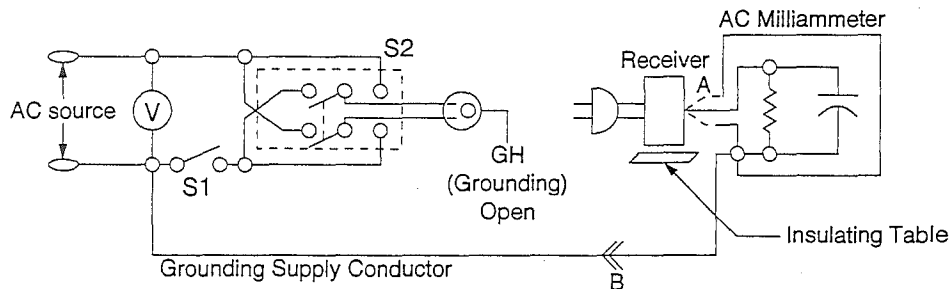 AC Milliammeter
S2
Receiver
A
AC source
V
S1
GH
(Grounding)
Open
Insulating Table
Grounding Supply Conductor
B